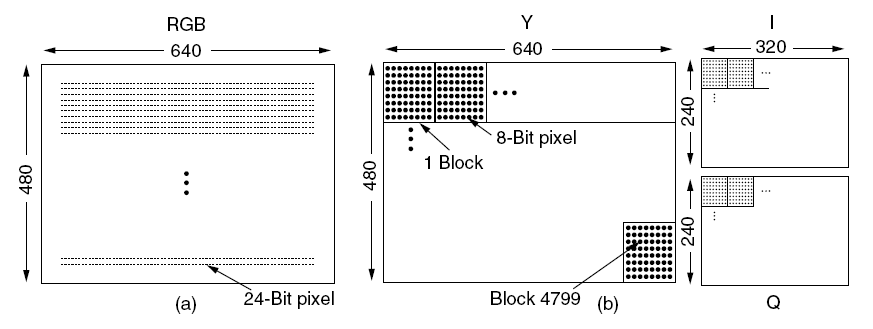 RGB
640
480
24-Bit pixel
(a)
Y
640
480
8-Bit pixel
1 Block
Block 4799
(b)
I
320
240
240
Q